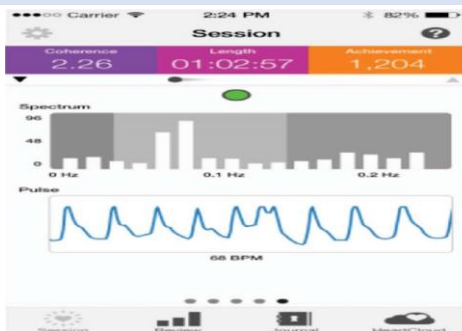 Carrier 2:24 PM 82%
Session ?
Coherence Length Achievement
2.26 01:02:57 1,204
Spectrum
96
48
0
0 Hz 0.1 Hz 0.2 Hz
Pulse
68 BPM
Session Review Journal HeartCloud